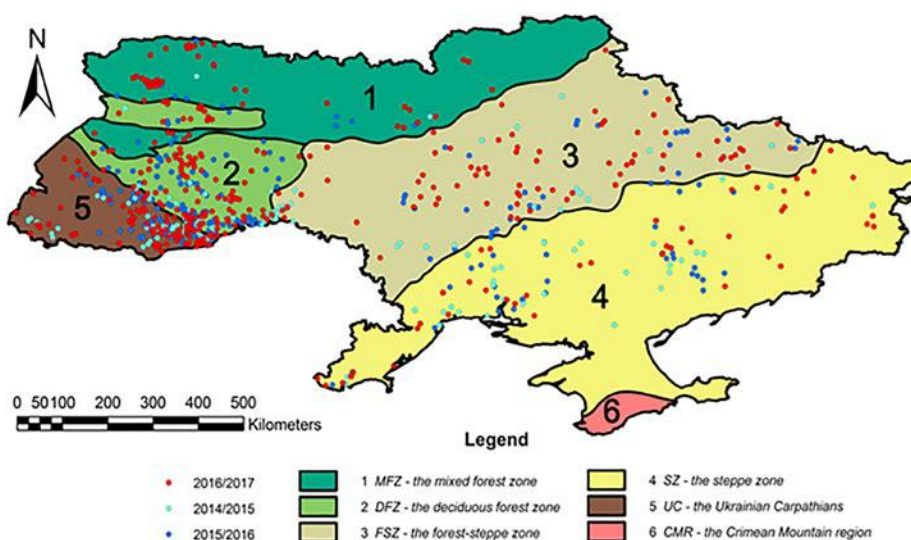 N
1
2
3
5
4
6
0 50100 200 300 400 500
Kilometers
Legend
2016/2017
2014/2015
2015/2016
1 MFZ - the mixed forest zone
2 DFZ - the deciduous forest zone
3 FSZ - the forest-steppe zone
4 SZ - the steppe zone
5 UC - the Ukrainian Carpathians
6 CMR - the Crimean Mountain region